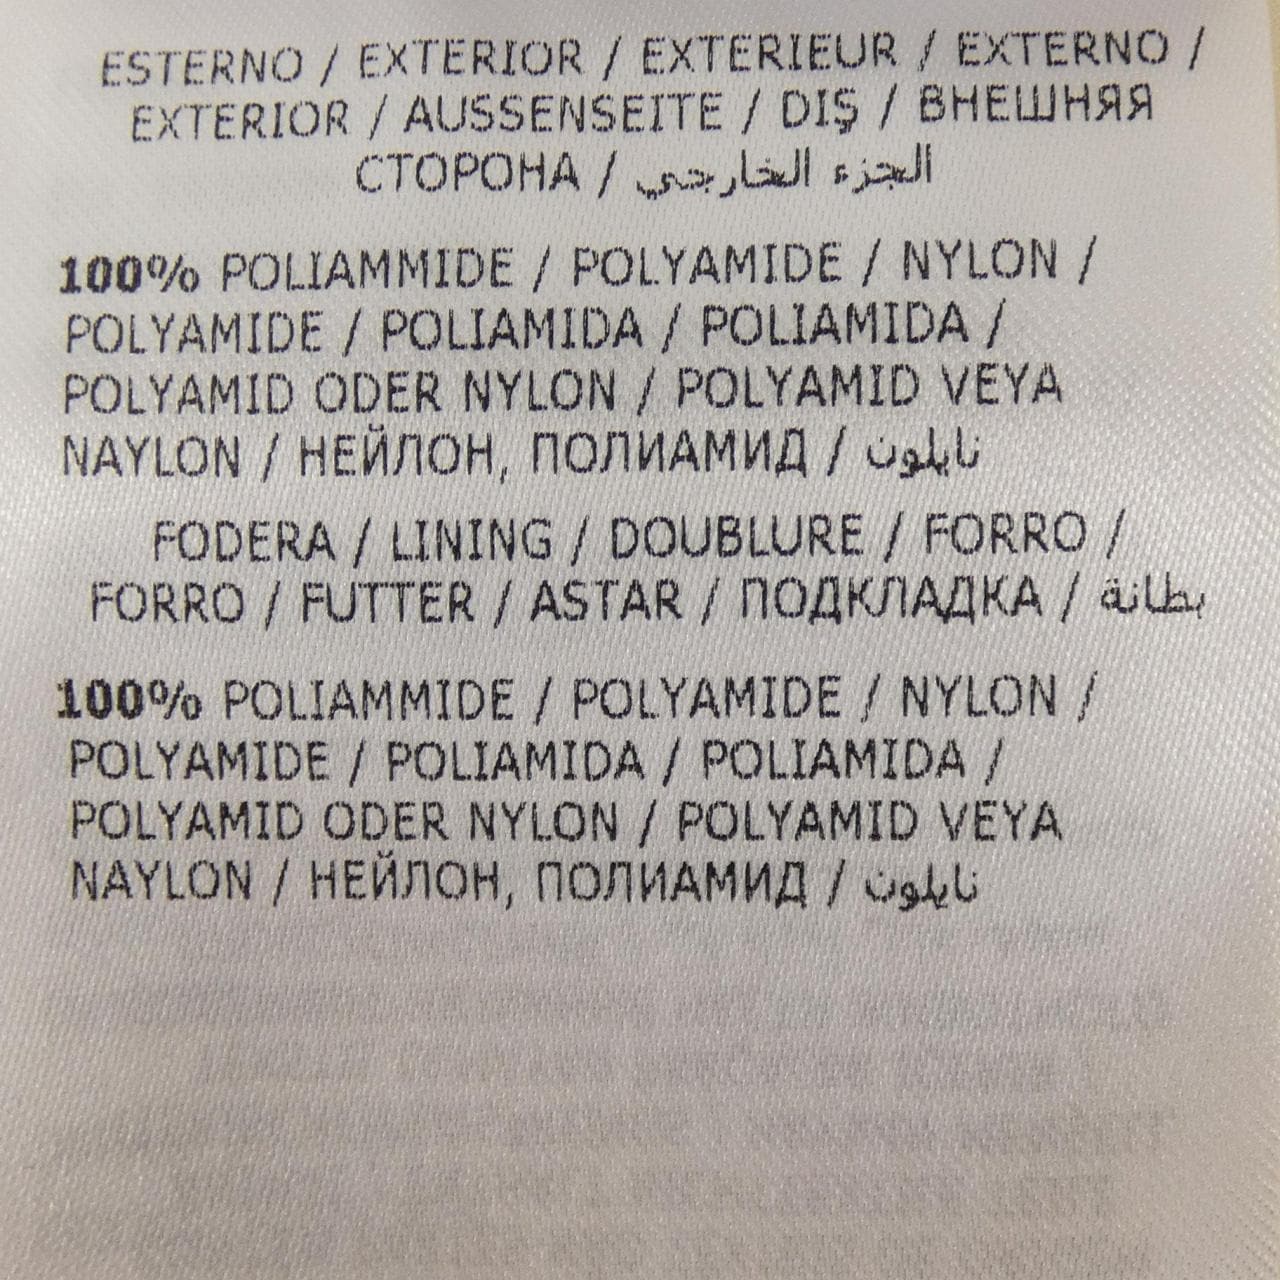 ESTERNO / EXTERIOR / EXTERIEUR / EXTERNO /
EXTERIOR / AUSSENSEITE / DIŞ / ВНЕШНЯЯ
СТОРОНА / الجزء الخارجي
100% POLIAMMIDE / POLYAMIDE / NYLON /
POLYAMIDE / POLIAMIDA / POLIAMIDA /
POLYAMID ODER NYLON / POLYAMID VEYA
NAYLON / НЕЙЛОН, ПОЛИАМИД / نايلون
FODERA / LINING / DOUBLURE / FORRO /
FORRO / FUTTER / ASTAR / ПОДКЛАДКА / بطانة
100% POLIAMMIDE / POLYAMIDE / NYLON /
POLYAMIDE / POLIAMIDA / POLIAMIDA /
POLYAMID ODER NYLON / POLYAMID VEYA
NAYLON / НЕЙЛОН, ПОЛИАМИД / نايلون